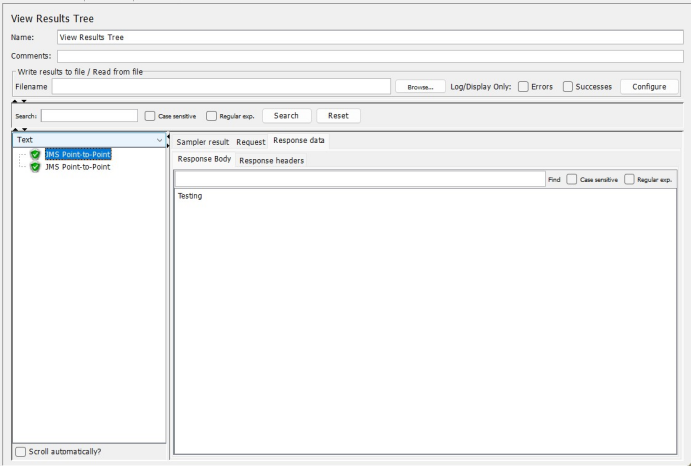 View Results Tree
Name: View Results Tree
Comments:
Write results to file / Read from file
Filename Browse... Log/Display Only: Errors Successes Configure
Search: Case sensitive Regular exp. Search Reset
Text
JMS Point-to-Point
JMS Point-to-Point
Scroll automatically?
Sampler result Request Response data
Response Body Response headers
Find Case sensitive Regular exp.
Testing